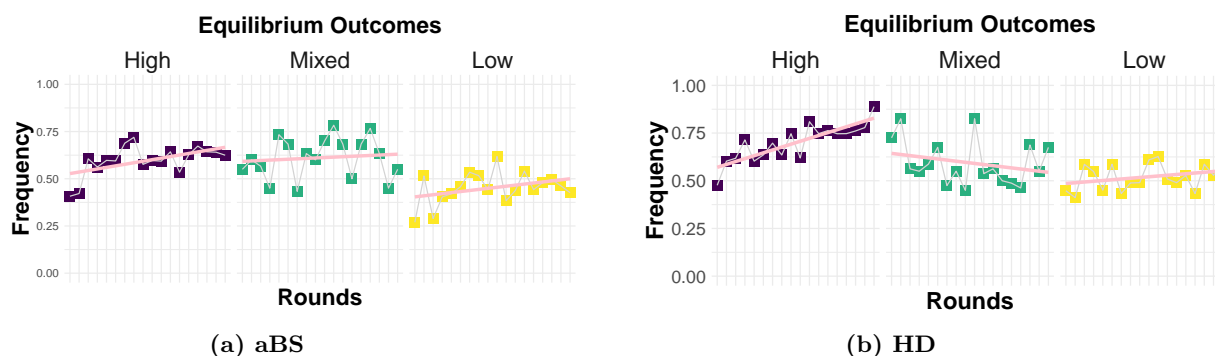 Equilibrium Outcomes
High Mixed Low
1.00
0.75
0.50
0.25
0.00
Frequency
Rounds
(a) aBS
Equilibrium Outcomes
High Mixed Low
1.00
0.75
0.50
0.25
0.00
Frequency
Rounds
(b) HD